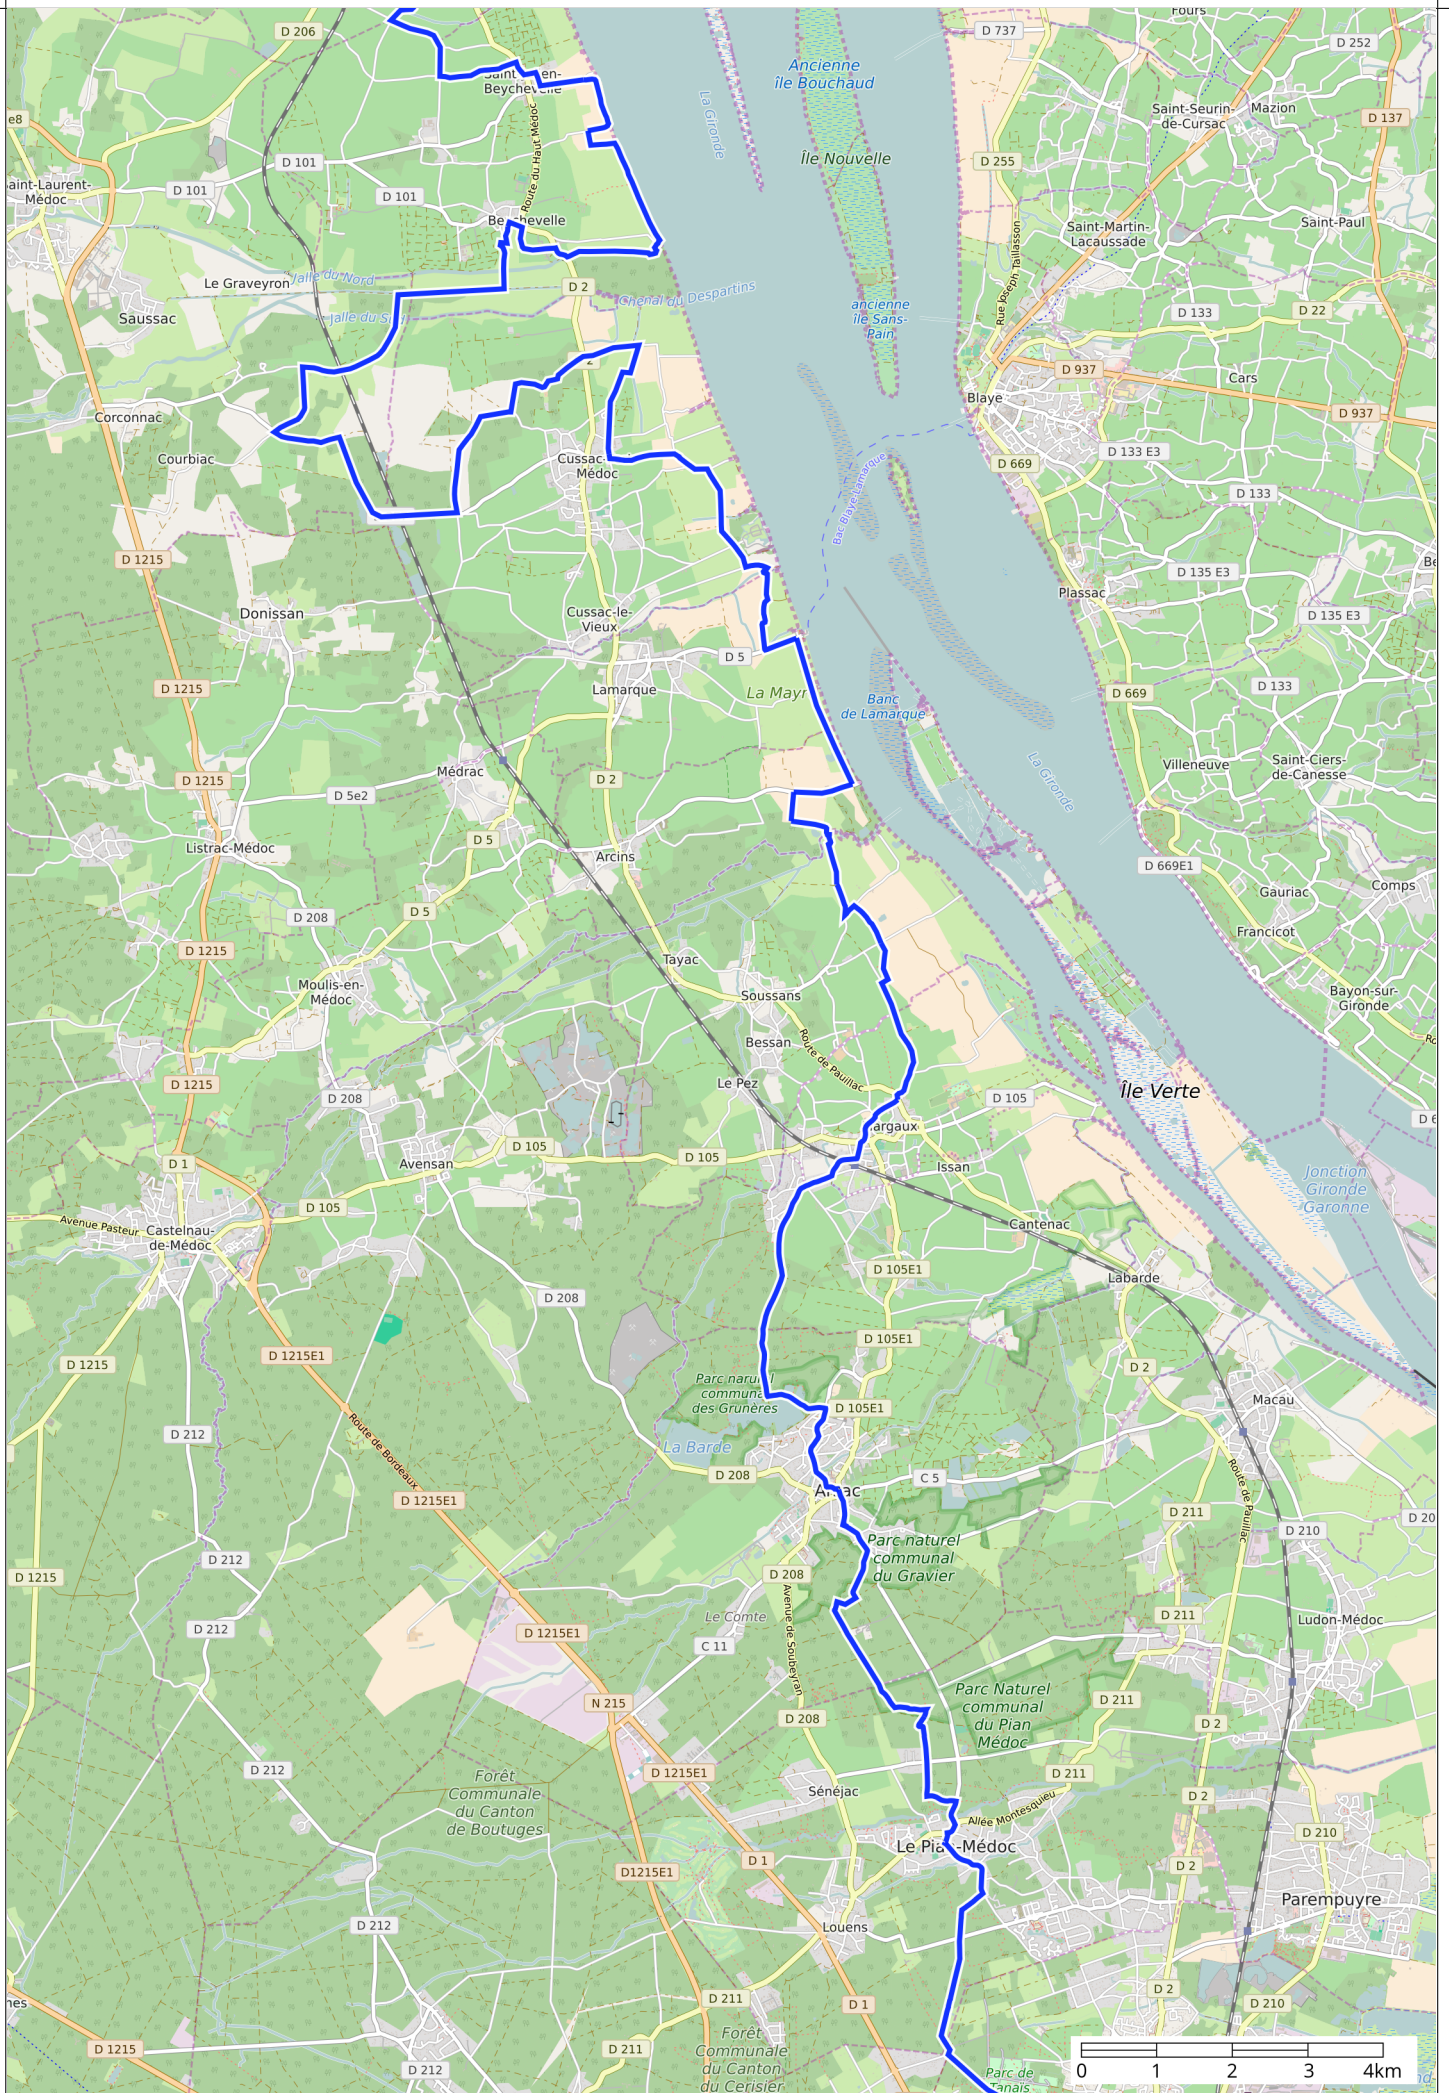 Fours
D 206
D 737
D 252
Ancienne
île Bouchaud
La Gironde
Beychevelle
Saint-Seurin-
de-Cursac
Mazion
D 137
Route du Haut Médoc
Île Nouvelle
D 255
D 101
D 101
D 101
Médoc
Beychevelle
Saint-Martin-
Lacaussade
Saint-Paul
Rue Joseph Taillasson
Le Graveyron
Jalle du Nord
D 2
Chenal du Despartins
Saussac
Jalle du Sud
ancienne
île Sans-
Pain
D 133
D 22
D 937
Cars
Corconnac
Blaye
D 937
Courbiac
Cussac-
Médoc
D 669
D 133 E3
Bac Blaye-Lamarque
D 133
D 1215
D 135 E3
Plassac
Donissan
Cussac-le-
Vieux
D 135 E3
D 5
D 1215
Lamarque
La Mayr
Banc
de Lamarque
D 669
D 133
Médrac
D 1215
D 2
D 5e2
La Gironde
Villeneuve
Saint-Ciers-
de-Canesse
D 5
Listrac-Médoc
Arcins
D 669E1
Gauriac
Comps
D 208
D 5
Francicot
D 1215
Tayac
Moulis-en-
Médoc
Soussans
Bayon-sur-
Gironde
Bessan
Route de Pauillac
D 1215
D 208
Le Pez
Île Verte
D 105
argaux
D 105
D 105
D 1
Avensan
Issan
Jonction
Gironde
Garonne
D 105
Avenue Pasteur
Castelnau-
de-Médoc
Cantenac
D 105E1
Labarde
D 208
D 105E1
D 1215E1
D 1215
D 2
Parc naturel
communal
des Grunères
D 105E1
Macau
D 212
Route de Bordeaux
La Barde
D 208
C 5
Arsac
D 1215E1
Route de Pauillac
D 211
D 210
D 20
Parc naturel
communal
du Gravier
D 212
D 1215
D 208
Avenue de Soubeyran
Le Comte
D 211
Ludon-Médoc
D 212
D 1215E1
C 11
N 215
Parc Naturel
communal
du Pian
Médoc
D 211
D 208
D 2
D 212
D 1215E1
D 211
Forêt
Communale
du Canton
de Boutuges
Sénéjac
D 2
Allée Montesquieu
D 210
Le Pian-Médoc
D 1
D 2
D1215E1
Parempuyre
D 212
Louens
D 2
D 211
D 1
D 210
D 1215
D 211
D 212
Forêt
Communale
du Canton
du Cerisier
Parc de
Tanais
0 1 2 3 4km